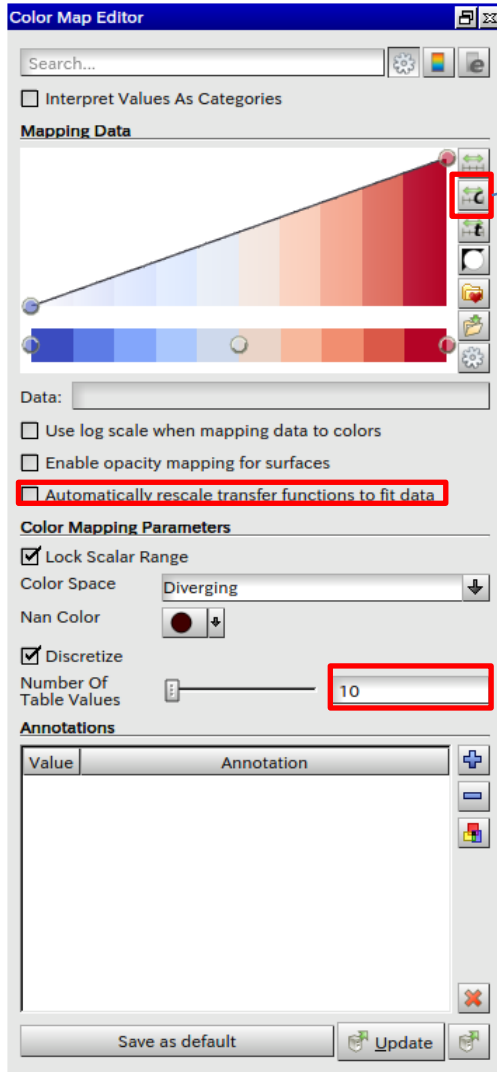 Color Map Editor
Search...
Interpret Values As Categories
Mapping Data
Data:
Use log scale when mapping data to colors
Enable opacity mapping for surfaces
Automatically rescale transfer functions to fit data
Color Mapping Parameters
Lock Scalar Range
Color Space Diverging
Nan Color
Discretize
Number Of
Table Values 10
Annotations
Value Annotation
Save as default Update